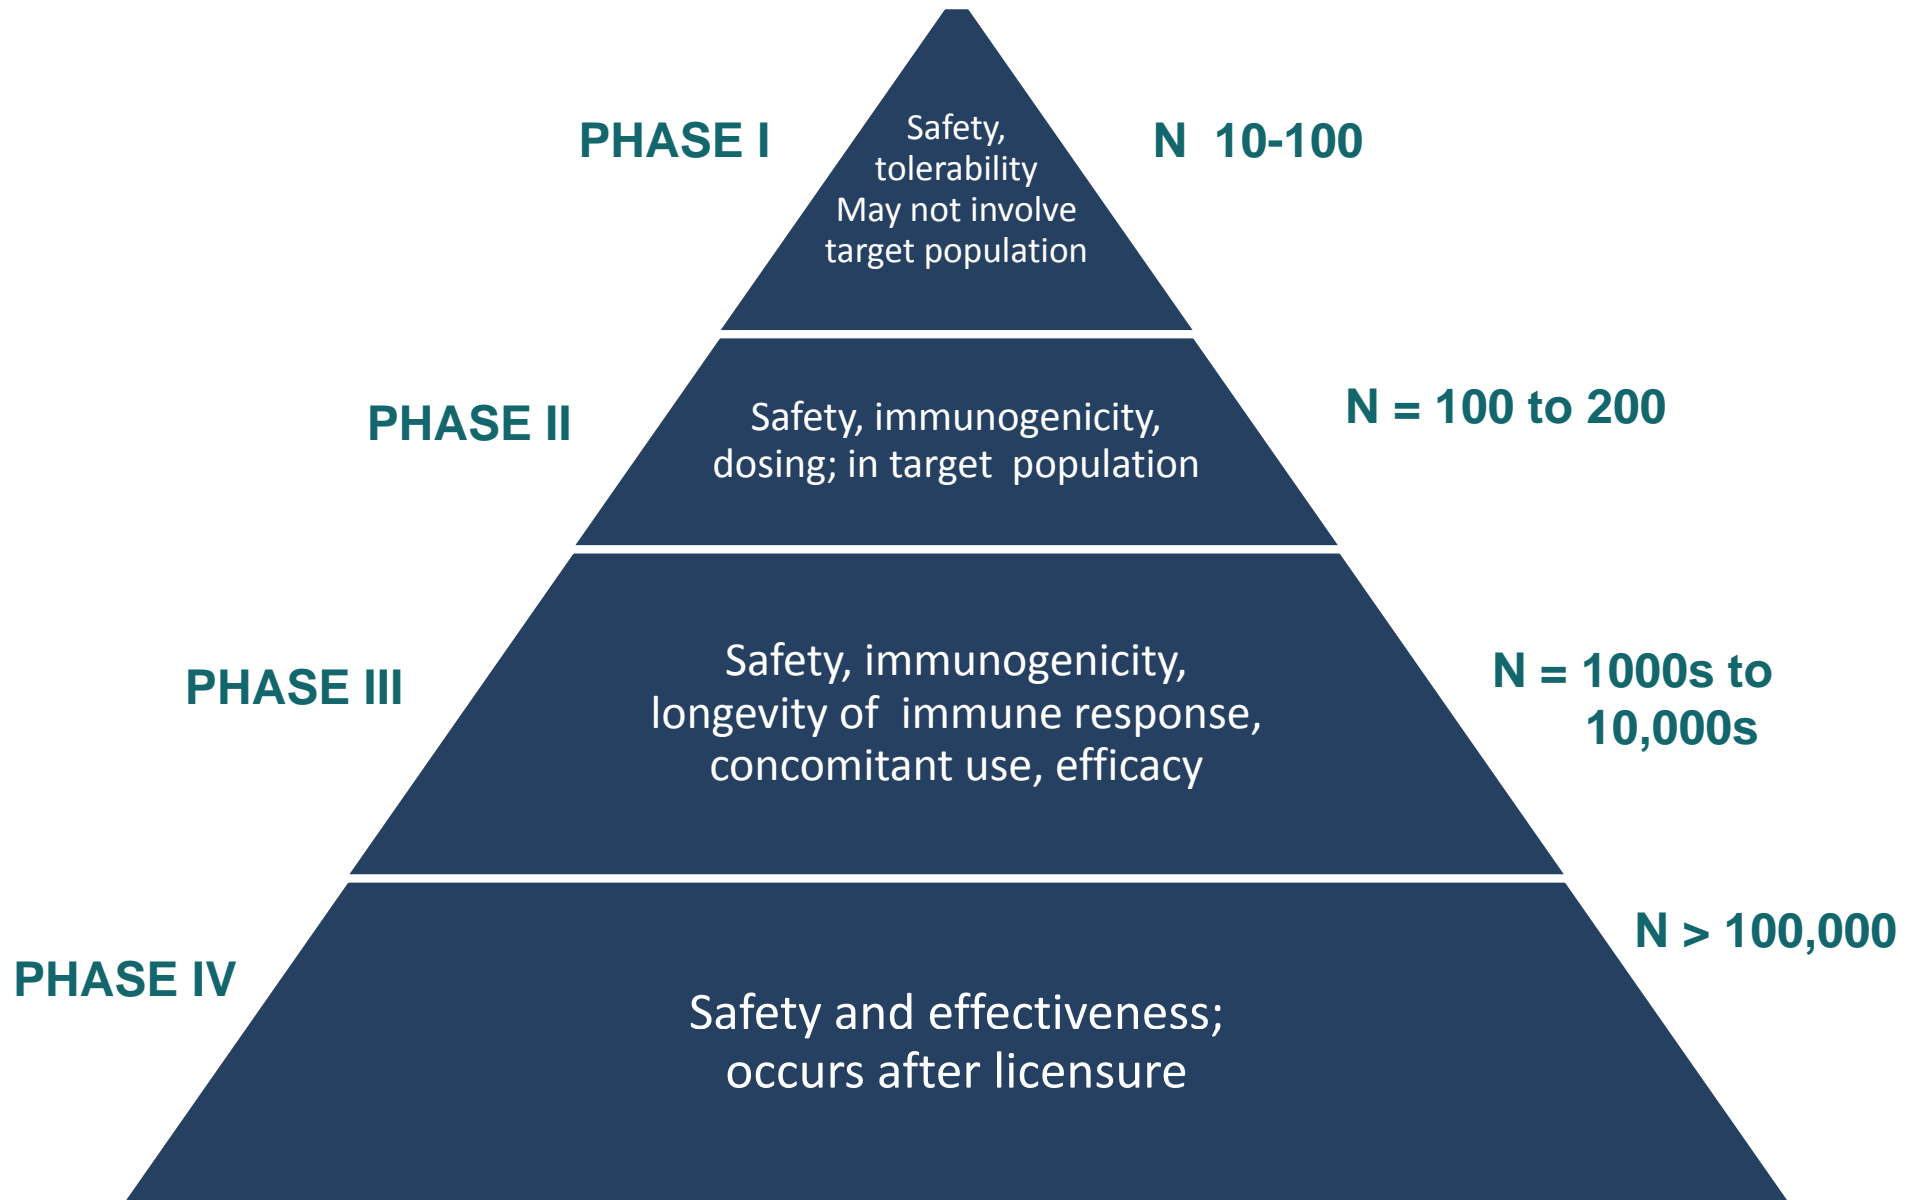 PHASE I
Safety,
tolerability
May not involve
target population
N  10-100
PHASE II
Safety, immunogenicity,
dosing; in target  population
N = 100 to 200
PHASE III
Safety, immunogenicity,
longevity of  immune response,
concomitant use, efficacy
N = 1000s to
10,000s
PHASE IV
Safety and effectiveness;
occurs after licensure
N > 100,000